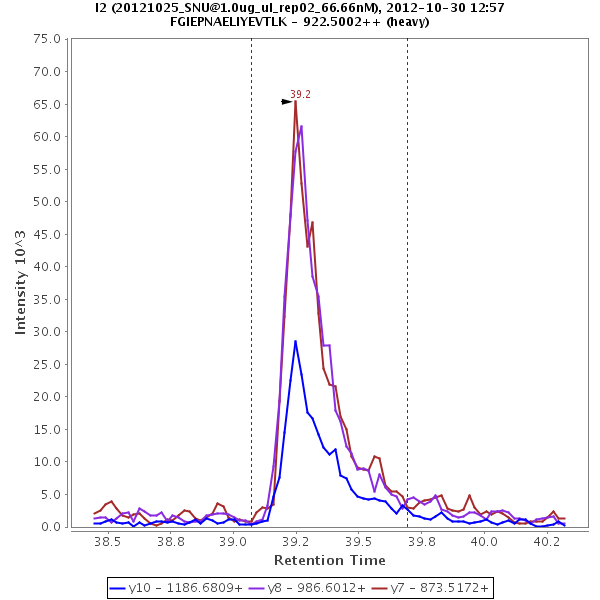 I2 (20121025_SNU@1.0ug_ul_rep02_66.66nM), 2012-10-30 12:57
FGIEPNAELIYEVTLK - 922.5002++ (heavy)
75.0
70.0
65.0
60.0
55.0
50.0
45.0
40.0
35.0
30.0
25.0
20.0
15.0
10.0
5.0
0.0
Intensity 10^3
39.2
38.5 38.8 39.0 39.2 39.5 39.8 40.0 40.2
Retention Time
y10 - 1186.6809+ y8 - 986.6012+ y7 - 873.5172+